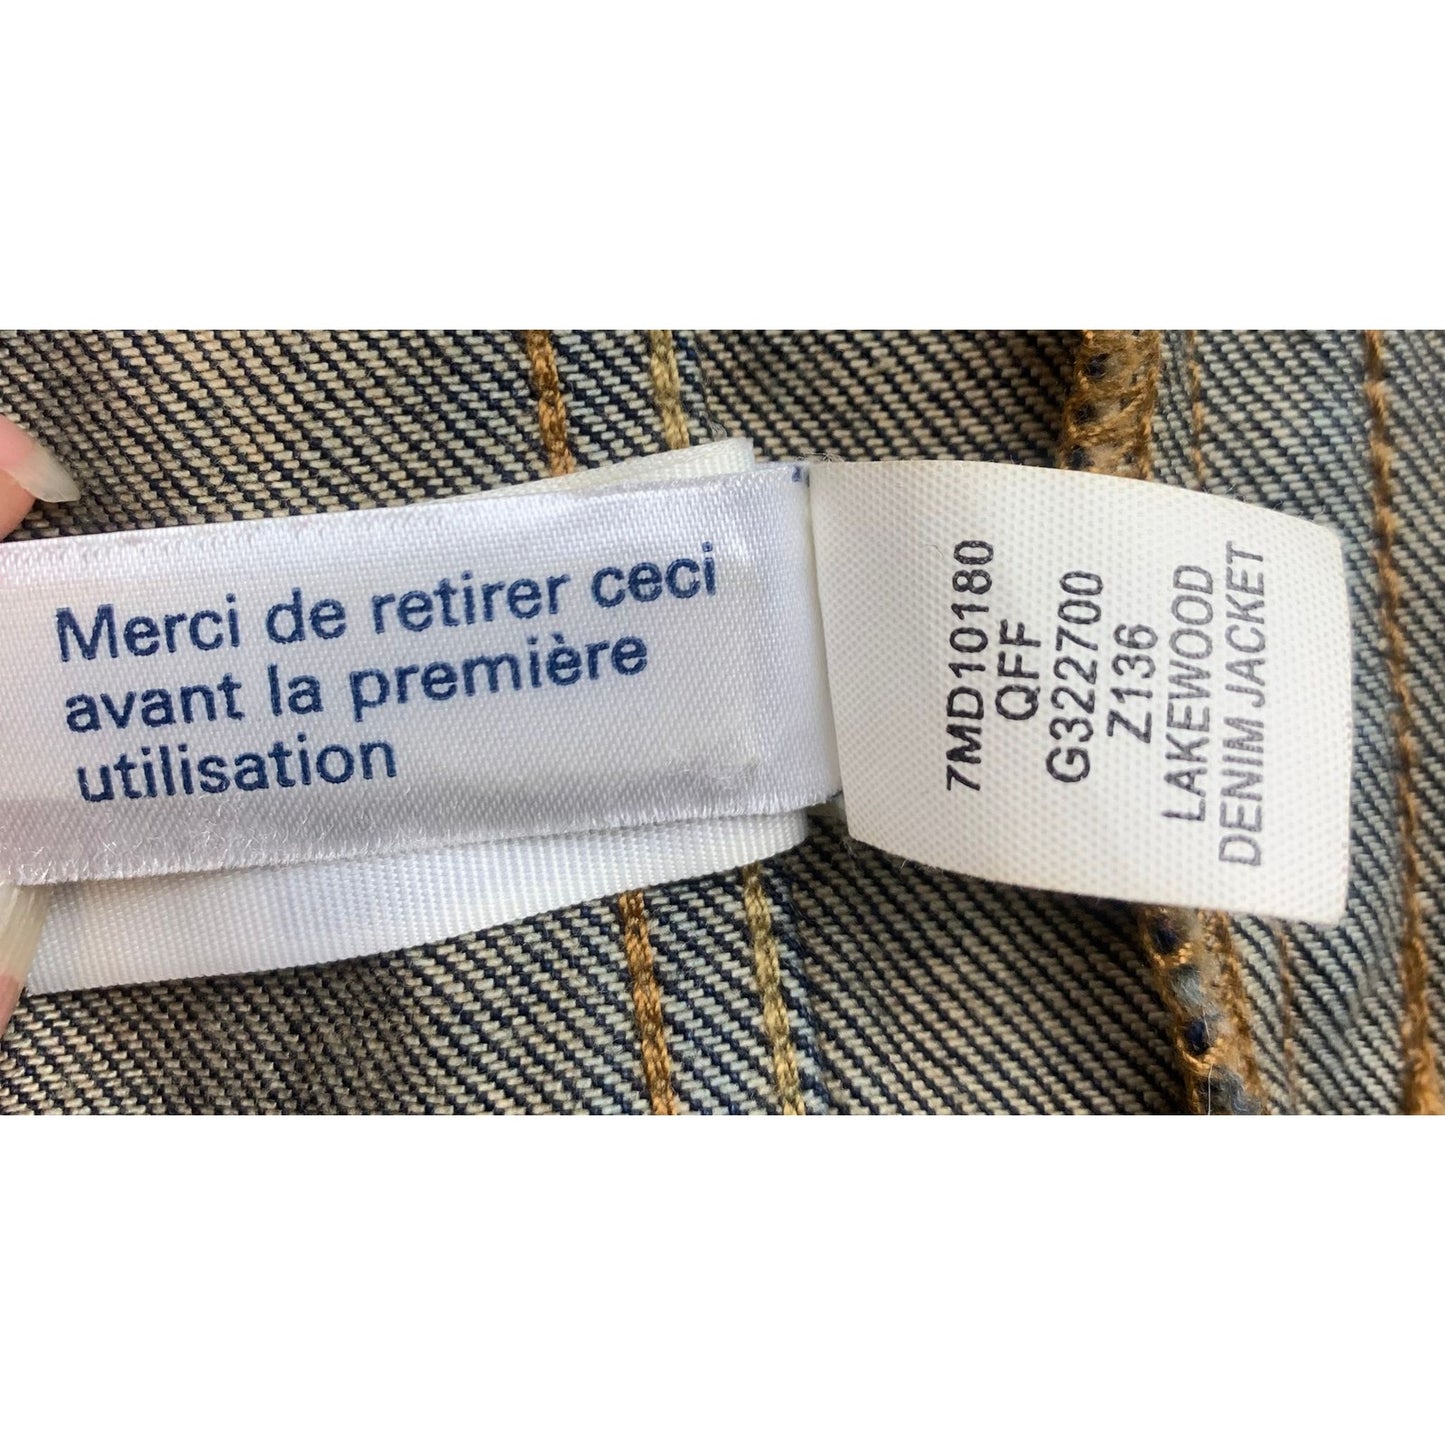 Merci de retirer ceci
avant la première
utilisation
7MD10180
QFF
G322700
Z136
LAKEWOOD
DENIM JACKET